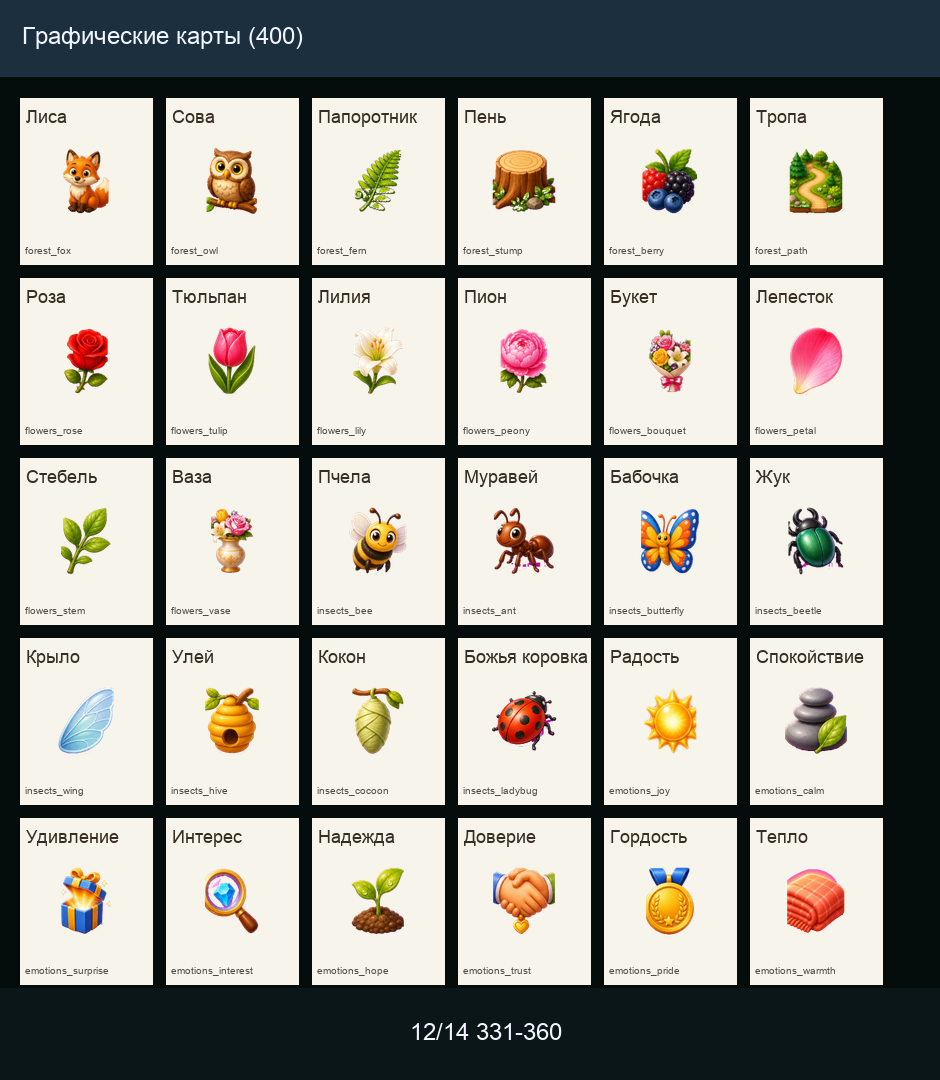 Графические карты (400)
Лиса
Сова
Папоротник
Пень
Ягода
Тропа
forest_fox
forest_owl
forest_fern
forest_stump
forest_berry
forest_path
Роза
Тюльпан
Лилия
Пион
Букет
Лепесток
flowers_rose
flowers_tulip
flowers_lily
flowers_peony
flowers_bouquet
flowers_petal
Стебель
Ваза
Пчела
Муравей
Бабочка
Жук
flowers_stem
flowers_vase
insects_bee
insects_ant
insects_butterfly
insects_beetle
Крыло
Улей
Кокон
Божья коровка
Радость
Спокойствие
insects_wing
insects_hive
insects_cocoon
insects_ladybug
emotions_joy
emotions_calm
Удивление
Интерес
Надежда
Доверие
Гордость
Тепло
emotions_surprise
emotions_interest
emotions_hope
emotions_trust
emotions_pride
emotions_warmth
12/14 331-360